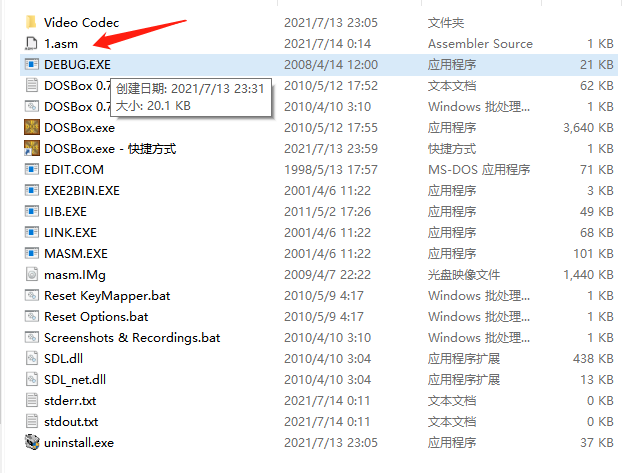 Video Codec 2021/7/13 23:05 文件夹
1.asm 2021/7/14 0:14 Assembler Source 1 KB
DEBUG.EXE 2008/4/14 12:00 应用程序 21 KB
DOSBox 0.7 2010/5/12 17:52 文本文档 62 KB
创建日期: 2021/7/13 23:31
大小: 20.1 KB
DOSBox 0.7 2010/4/10 3:10 Windows 批处理... 1 KB
DOSBox.exe 2010/5/12 17:55 应用程序 3,640 KB
DOSBox.exe - 快捷方式 2021/7/13 23:59 快捷方式 1 KB
EDIT.COM 1998/5/13 17:57 MS-DOS 应用程序 71 KB
EXE2BIN.EXE 2001/4/6 11:22 应用程序 3 KB
LIB.EXE 2011/5/2 17:26 应用程序 49 KB
LINK.EXE 2001/4/6 11:22 应用程序 68 KB
MASM.EXE 2001/4/6 11:22 应用程序 101 KB
masm.IMg 2009/4/7 22:22 光盘映像文件 1,440 KB
Reset KeyMapper.bat 2010/5/9 4:17 Windows 批处理... 1 KB
Reset Options.bat 2010/5/9 4:17 Windows 批处理... 1 KB
Screenshots & Recordings.bat 2010/4/10 3:10 Windows 批处理... 1 KB
SDL.dll 2010/4/10 3:04 应用程序扩展 438 KB
SDL_net.dll 2010/4/10 3:04 应用程序扩展 13 KB
stderr.txt 2021/7/14 0:11 文本文档 0 KB
stdout.txt 2021/7/14 0:11 文本文档 0 KB
uninstall.exe 2021/7/13 23:05 应用程序 37 KB